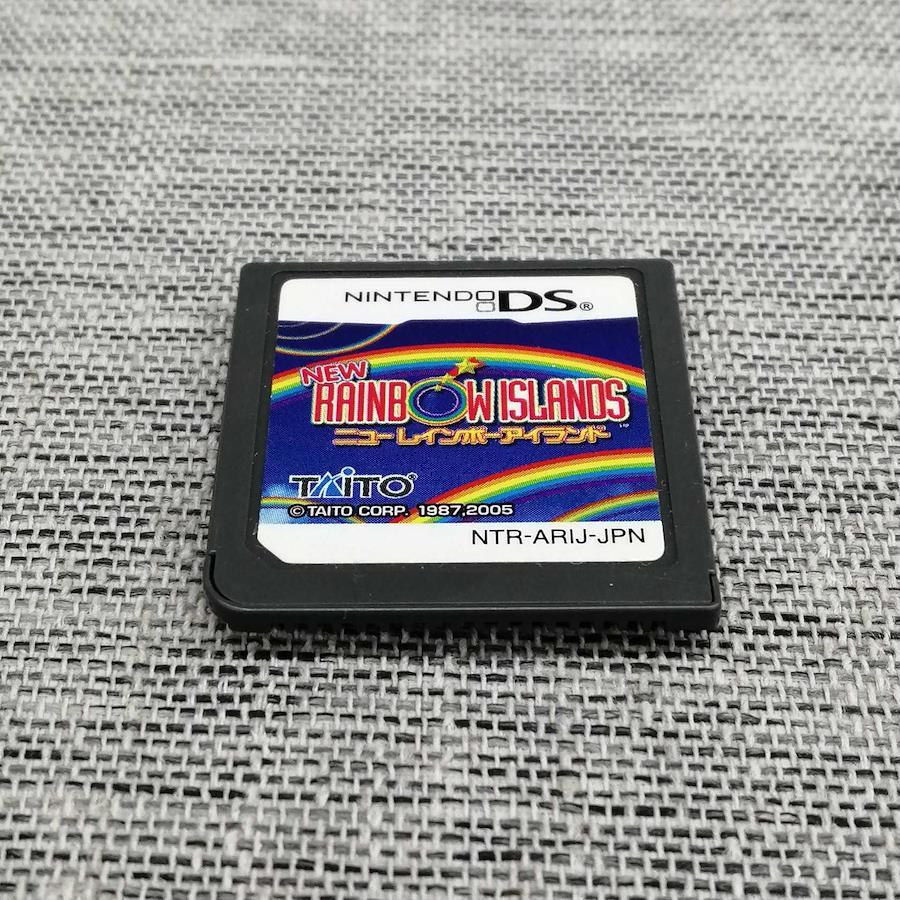 NINTENDO DS®
NEW
RAINBOW ISLANDS
TM
ニューレインボーアイランド
TAITO®
© TAITO CORP. 1987,2005
NTR-ARIJ-JPN